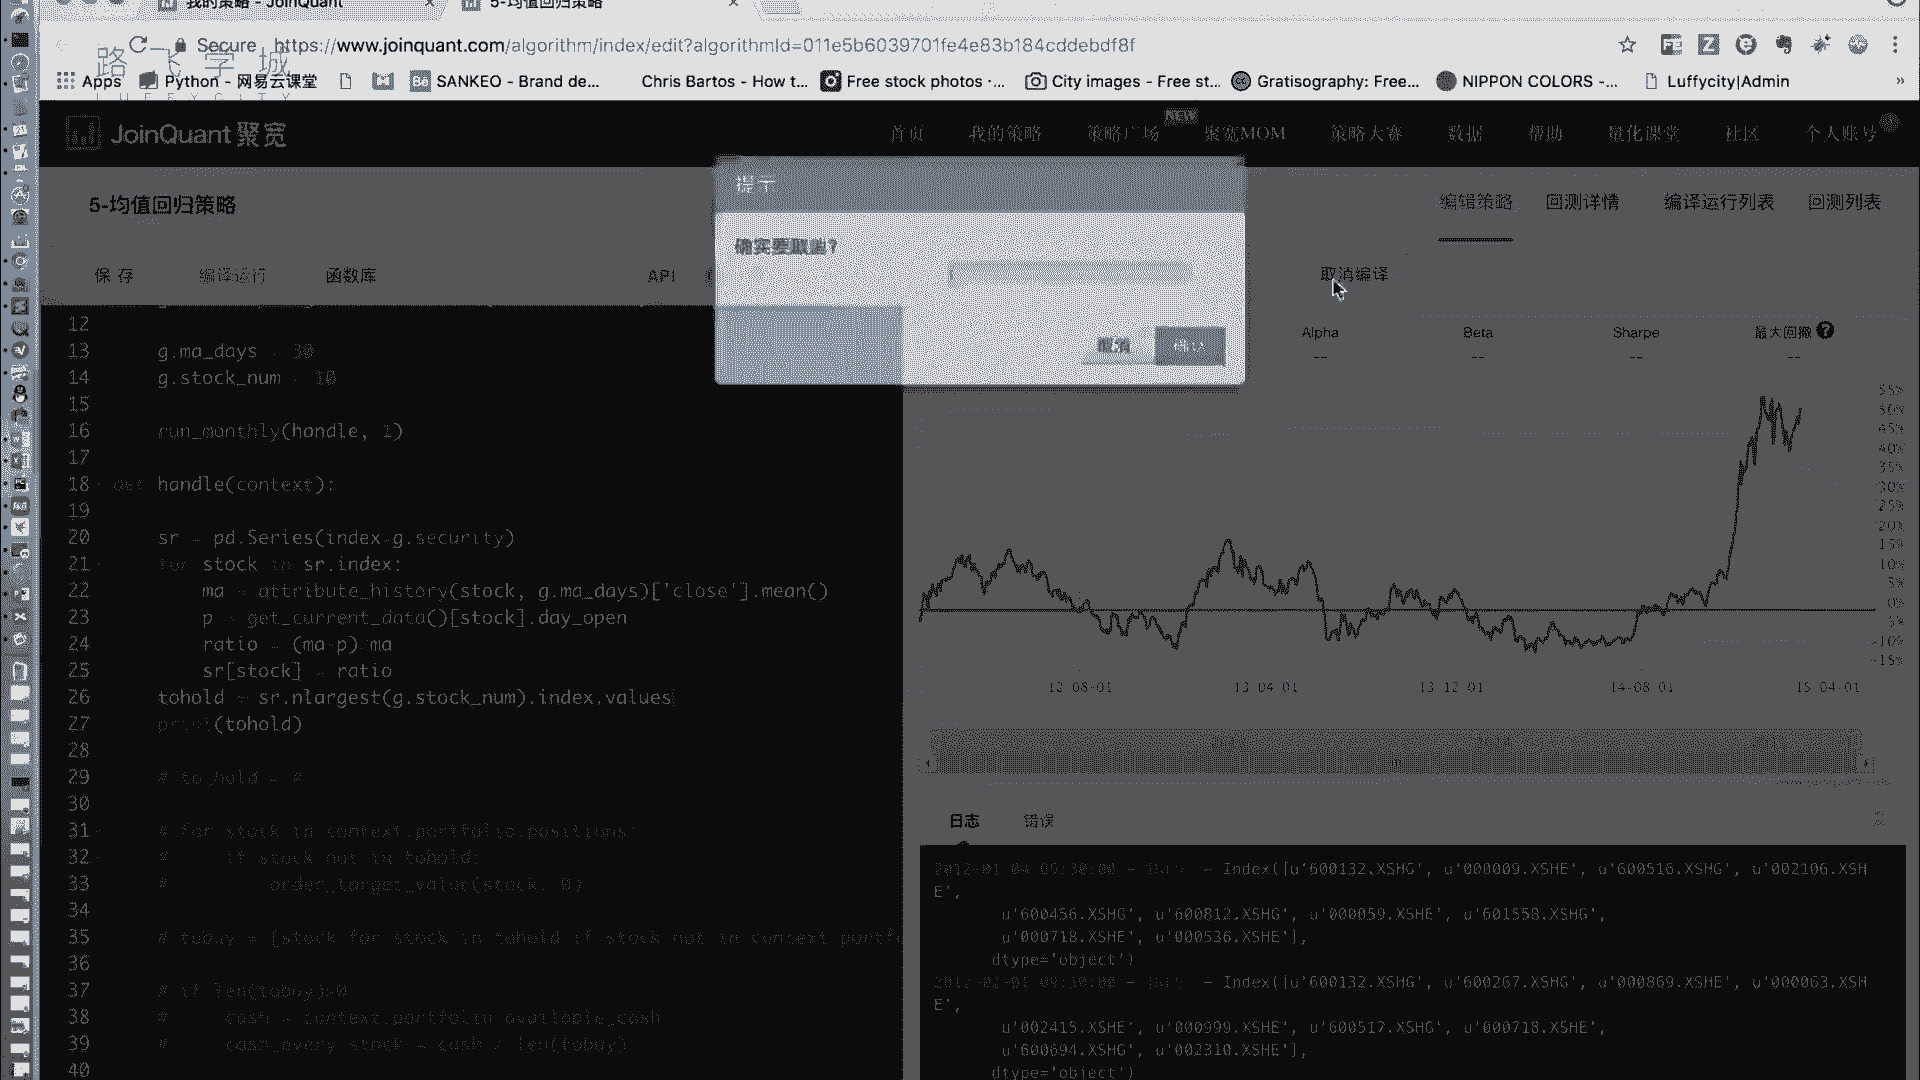 我的策略 - JoinQuant
5-均值回归策略
Secure https://www.joinquant.com/algorithm/index/edit?algorithmId=011e5b6039701fe4e83b184cddebdf8f
路飞学城
LUFFYCITY
Apps
Python - 网易云课堂
SANKEO - Brand de...
Chris Bartos - How t...
Free stock photos ·...
City images - Free st...
Gratisography: Free...
NIPPON COLORS -...
Luffycity|Admin
»
JoinQuant 聚宽
首页 我的策略 策略广场 NEW 聚宽MOM 策略大赛 数据 帮助 量化课堂 社区 个人账号
5-均值回归策略
编辑策略 回测详情 编译运行列表 回测列表
保存 编译运行 函数库 API
取消编译
提示
确实要取消?
取消 确认
Alpha Beta Sharpe 最大回撤
-- -- -- --
12
13 g.ma_days = 30
14 g.stock_num = 10
15
16 run_monthly(handle, 1)
17
18 def handle(context):
19
20 sr = pd.Series(index=g.security)
21 for stock in sr.index:
22 ma = attribute_history(stock, g.ma_days)['close'].mean()
23 p = get_current_data()[stock].day_open
24 ratio = (ma-p)/ma
25 sr[stock] = ratio
26 tohold = sr.nlargest(g.stock_num).index.values
27 print(tohold)
28
29 # to_hold = #
30
31 # for stock in context.portfolio.positions:
32 # if stock not in tohold:
33 # order_target_value(stock, 0)
34
35 # tobuy = [stock for stock in tohold if stock not in context.portfo
36
37 # if len(tobuy)>0
38 # cash = context.portfolio.available_cash
39 # cash_every_stock = cash / len(tobuy)
40
55%
50%
45%
40%
35%
30%
25%
20%
15%
10%
5%
0%
-5%
-10%
-15%
12-08-01 13-04-01 13-12-01 14-08-01 15-04-01
日志 错误
2012-01-04 09:30:00 - INFO - Index([u'600132.XSHG', u'000009.XSHE', u'600516.XSHG', u'002106.XSH
E',
u'600456.XSHG', u'600812.XSHG', u'000059.XSHE', u'601558.XSHG',
u'000718.XSHE', u'000536.XSHE'],
dtype='object')
2012-02-01 09:30:00 - INFO - Index([u'600132.XSHG', u'600267.XSHG', u'000869.XSHE', u'000063.XSH
E',
u'002415.XSHE', u'000999.XSHE', u'600517.XSHG', u'000718.XSHE',
u'600694.XSHG', u'002310.XSHE'],
dtype='object')